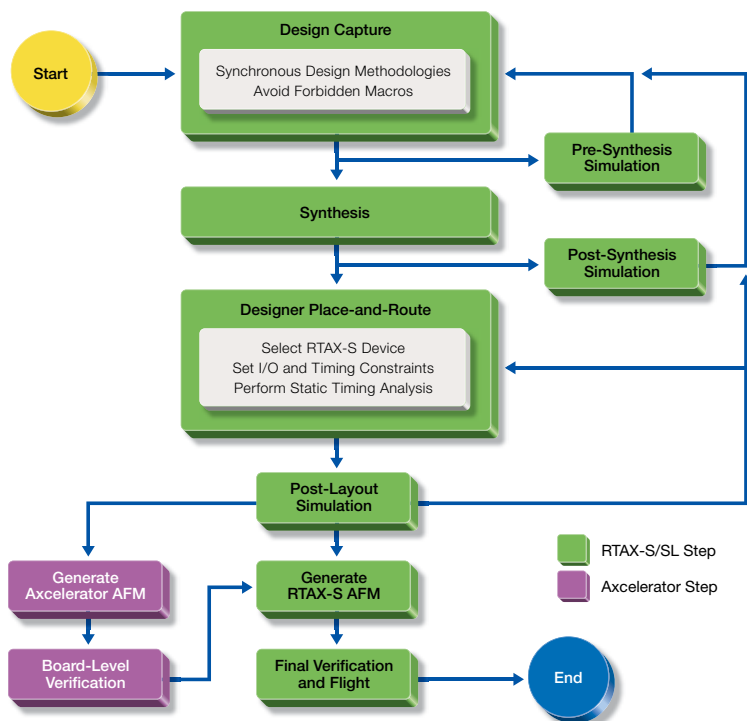 Design Capture
Start
Synchronous Design Methodologies
Avoid Forbidden Macros
Pre-Synthesis
Simulation
Synthesis
Post-Synthesis
Simulation
Designer Place-and-Route
Select RTAX-S Device
Set I/O and Timing Constraints
Perform Static Timing Analysis
Post-Layout
Simulation
RTAX-S/SL Step
Axcelerator Step
Generate
Axcelerator AFM
Generate
RTAX-S AFM
Board-Level
Verification
Final Verification
and Flight
End